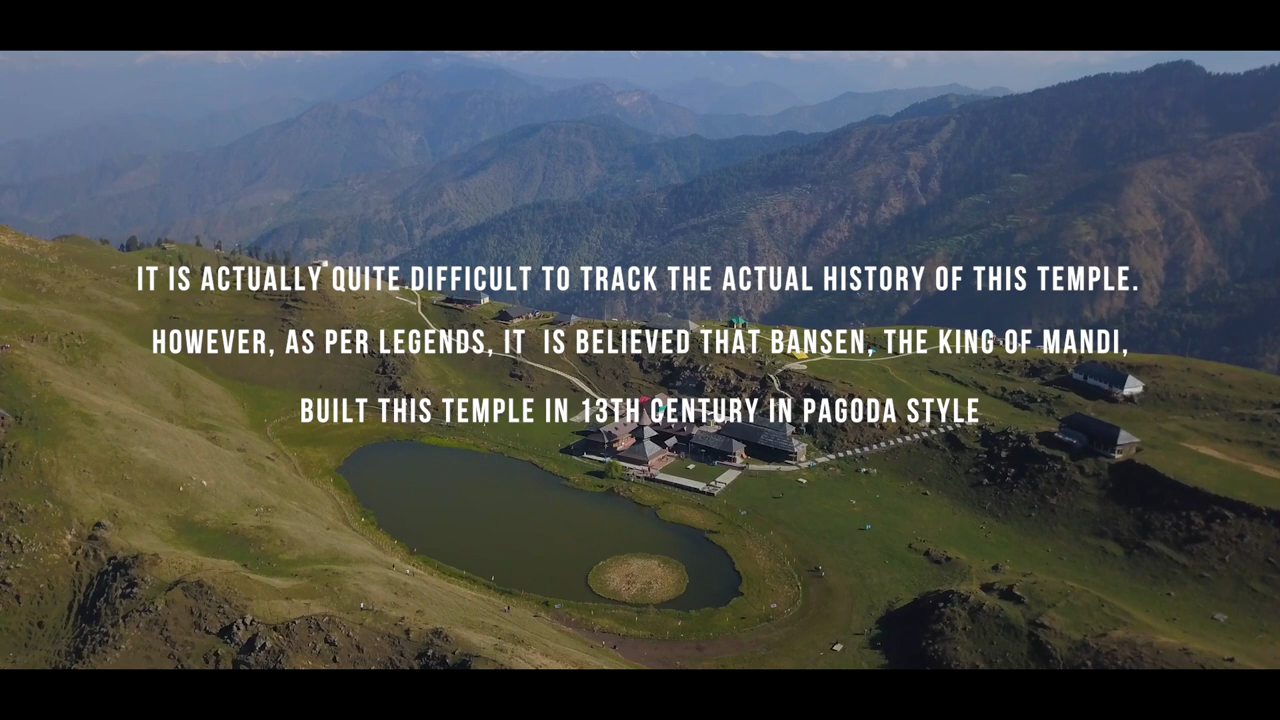 IT IS ACTUALLY QUITE DIFFICULT TO TRACK THE ACTUAL HISTORY OF THIS TEMPLE.
HOWEVER, AS PER LEGENDS, IT IS BELIEVED THAT BANSEN, THE KING OF MANDI,
BUILT THIS TEMPLE IN 13TH CENTURY IN PAGODA STYLE